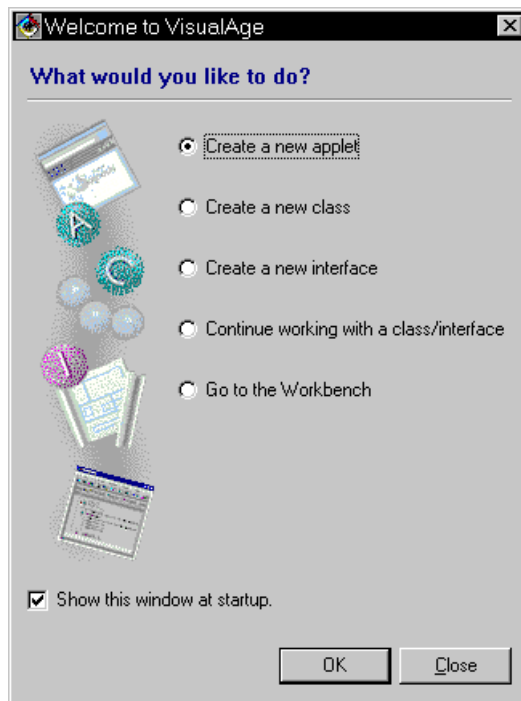 Welcome to VisualAge
What would you like to do?
Create a new applet
A
Create a new class
C
Create a new interface
Continue working with a class/interface
I
Go to the Workbench
Show this window at startup.
OK
Close